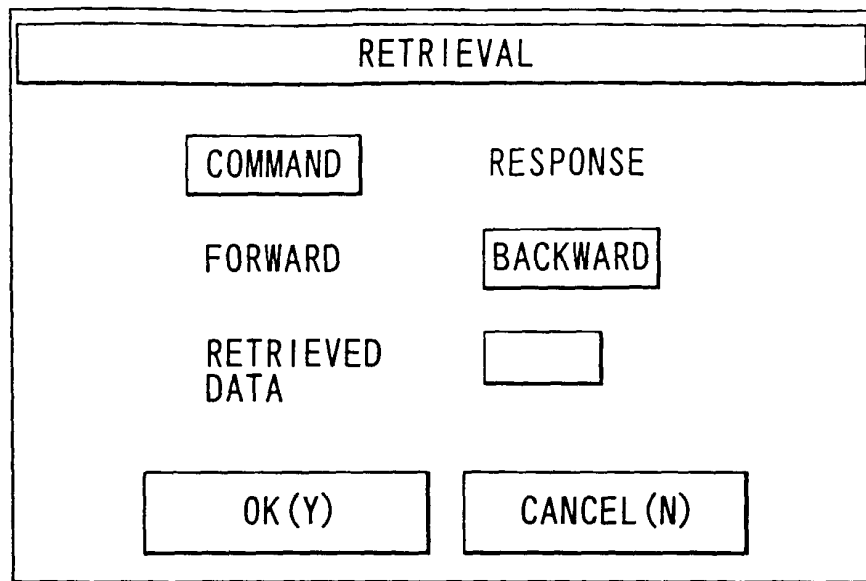 RETRIEVAL
COMMAND RESPONSE
FORWARD BACKWARD
RETRIEVED
DATA
OK(Y) CANCEL(N)